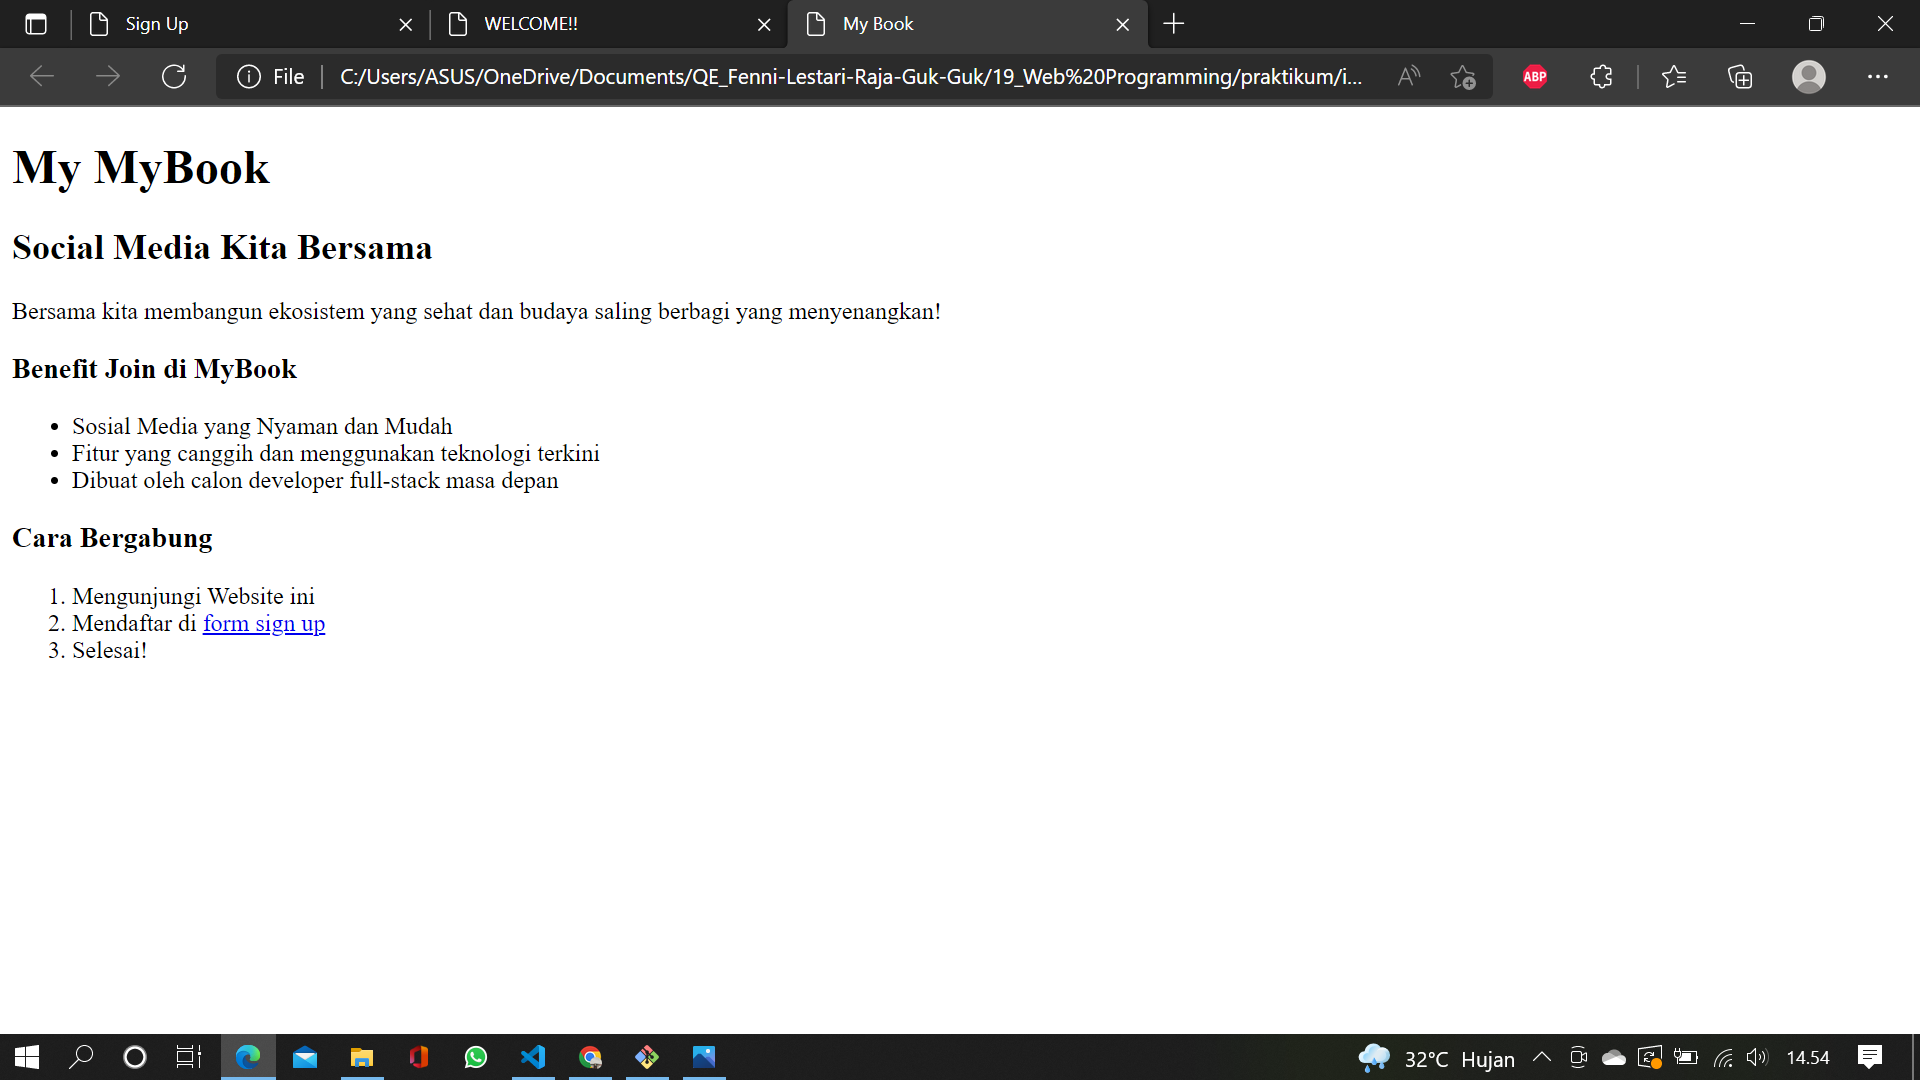 Sign Up
WELCOME!!
My Book
File
C:/Users/ASUS/OneDrive/Documents/QE_Fenni-Lestari-Raja-Guk-Guk/19_Web%20Programming/praktikum/i...
ABP
My MyBook
Social Media Kita Bersama
Bersama kita membangun ekosistem yang sehat dan budaya saling berbagi yang menyenangkan!
Benefit Join di MyBook
• Sosial Media yang Nyaman dan Mudah
• Fitur yang canggih dan menggunakan teknologi terkini
• Dibuat oleh calon developer full-stack masa depan
Cara Bergabung
1. Mengunjungi Website ini
2. Mendaftar di form sign up
3. Selesai!
32°C Hujan
14.54